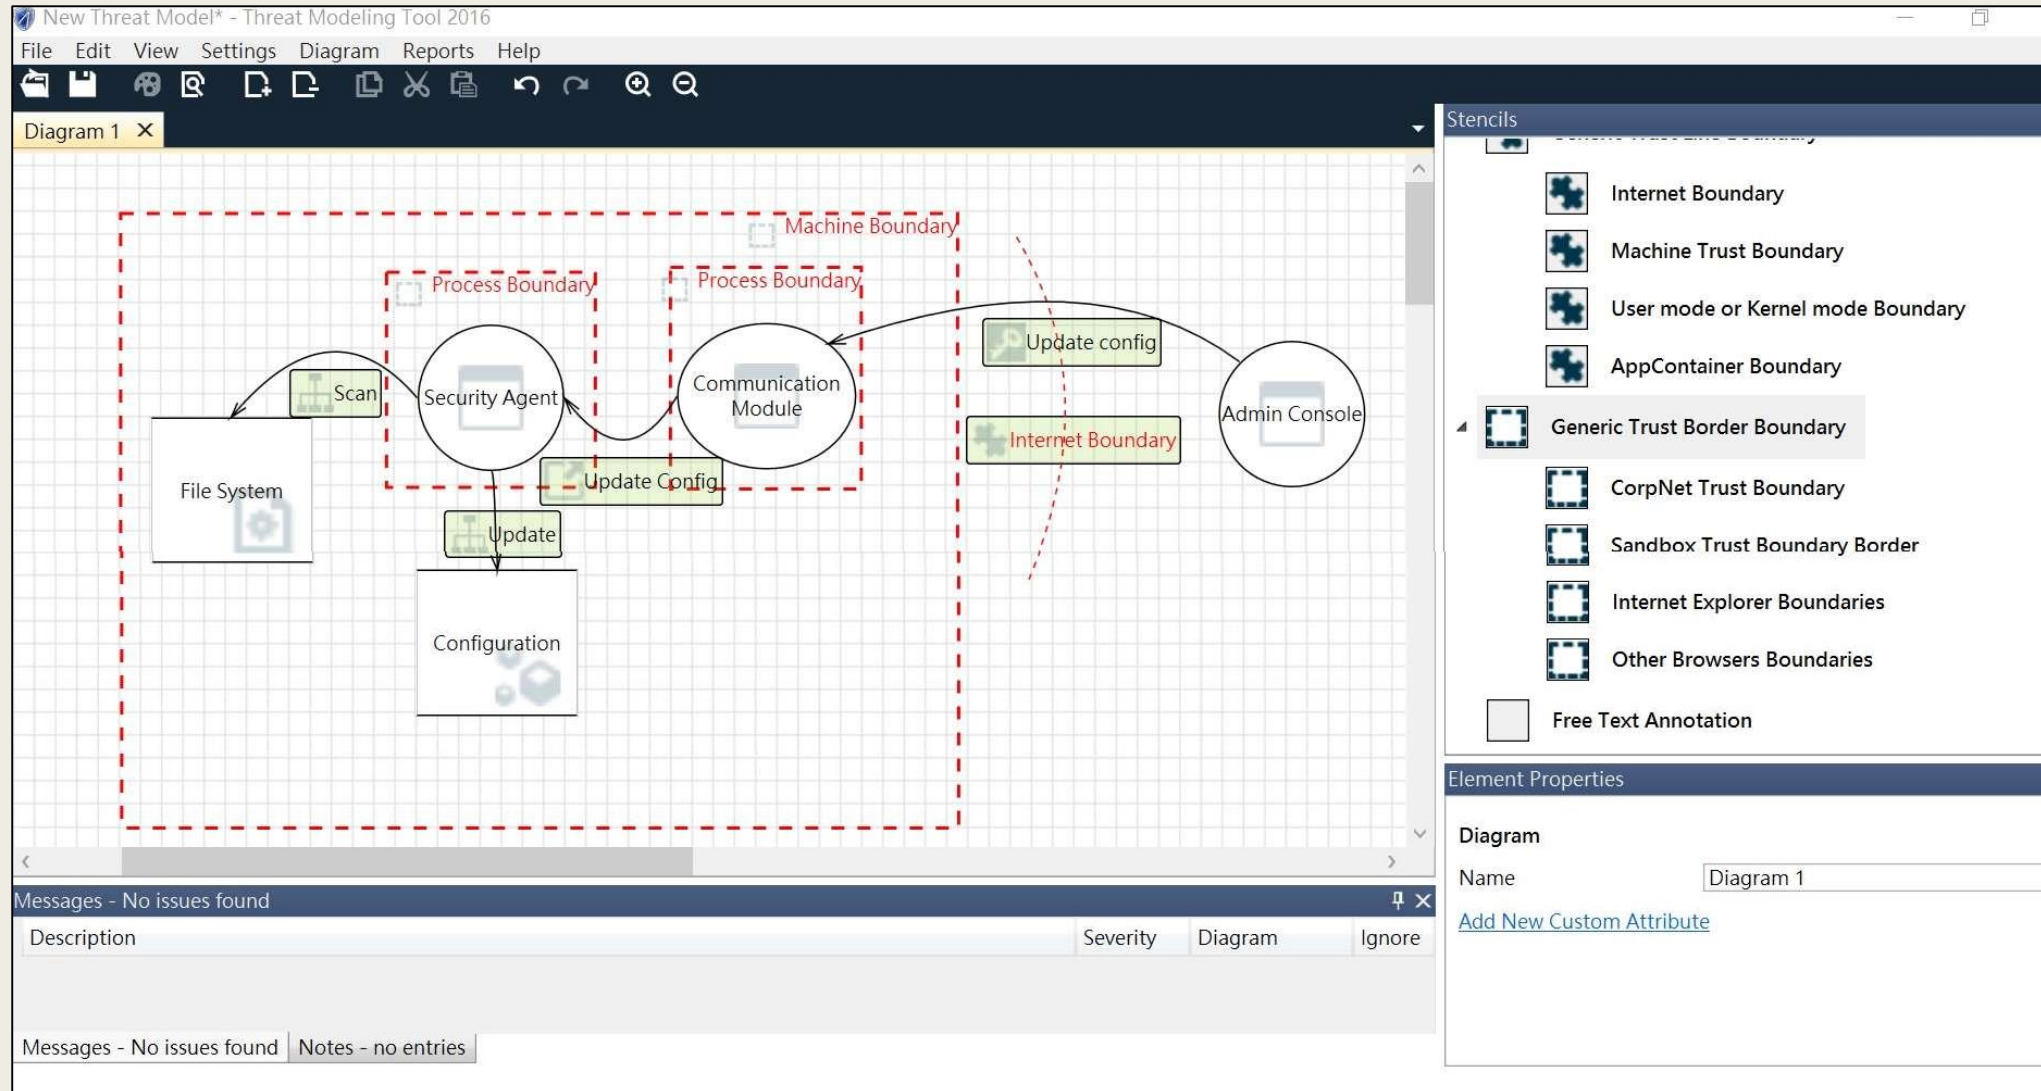 New Threat Model* - Threat Modeling Tool 2016
File Edit View Settings Diagram Reports Help
Diagram 1
Machine Boundary
Process Boundary
Process Boundary
Update config
Scan
Security Agent
Communication
Module
Admin Console
Internet Boundary
File System
Update Config
Update
Configuration
Stencils
Internet Boundary
Machine Trust Boundary
User mode or Kernel mode Boundary
AppContainer Boundary
Generic Trust Border Boundary
CorpNet Trust Boundary
Sandbox Trust Boundary Border
Internet Explorer Boundaries
Other Browsers Boundaries
Free Text Annotation
Element Properties
Diagram
Name Diagram 1
Add New Custom Attribute
Messages - No issues found
Description Severity Diagram Ignore
Messages - No issues found Notes - no entries